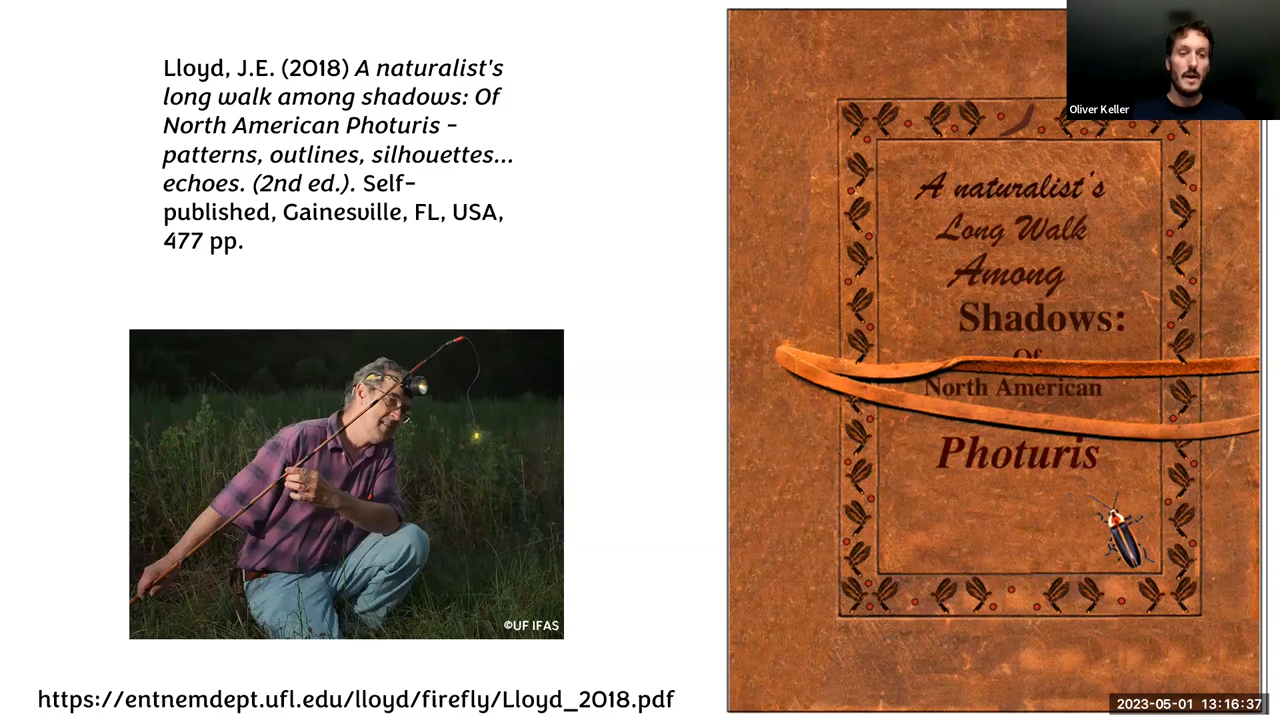 Lloyd, J.E. (2018) A naturalist's
long walk among shadows: Of
North American Photuris -
patterns, outlines, silhouettes...
echoes. (2nd ed.). Self-
published, Gainesville, FL, USA,
477 pp.
©UF IFAS
https://entnemdept.ufl.edu/lloyd/firefly/Lloyd_2018.pdf
A naturalist's
Long Walk
Among
Shadows:
Of
North American
Photuris
Oliver Keller
2023-05-01 13:16:37